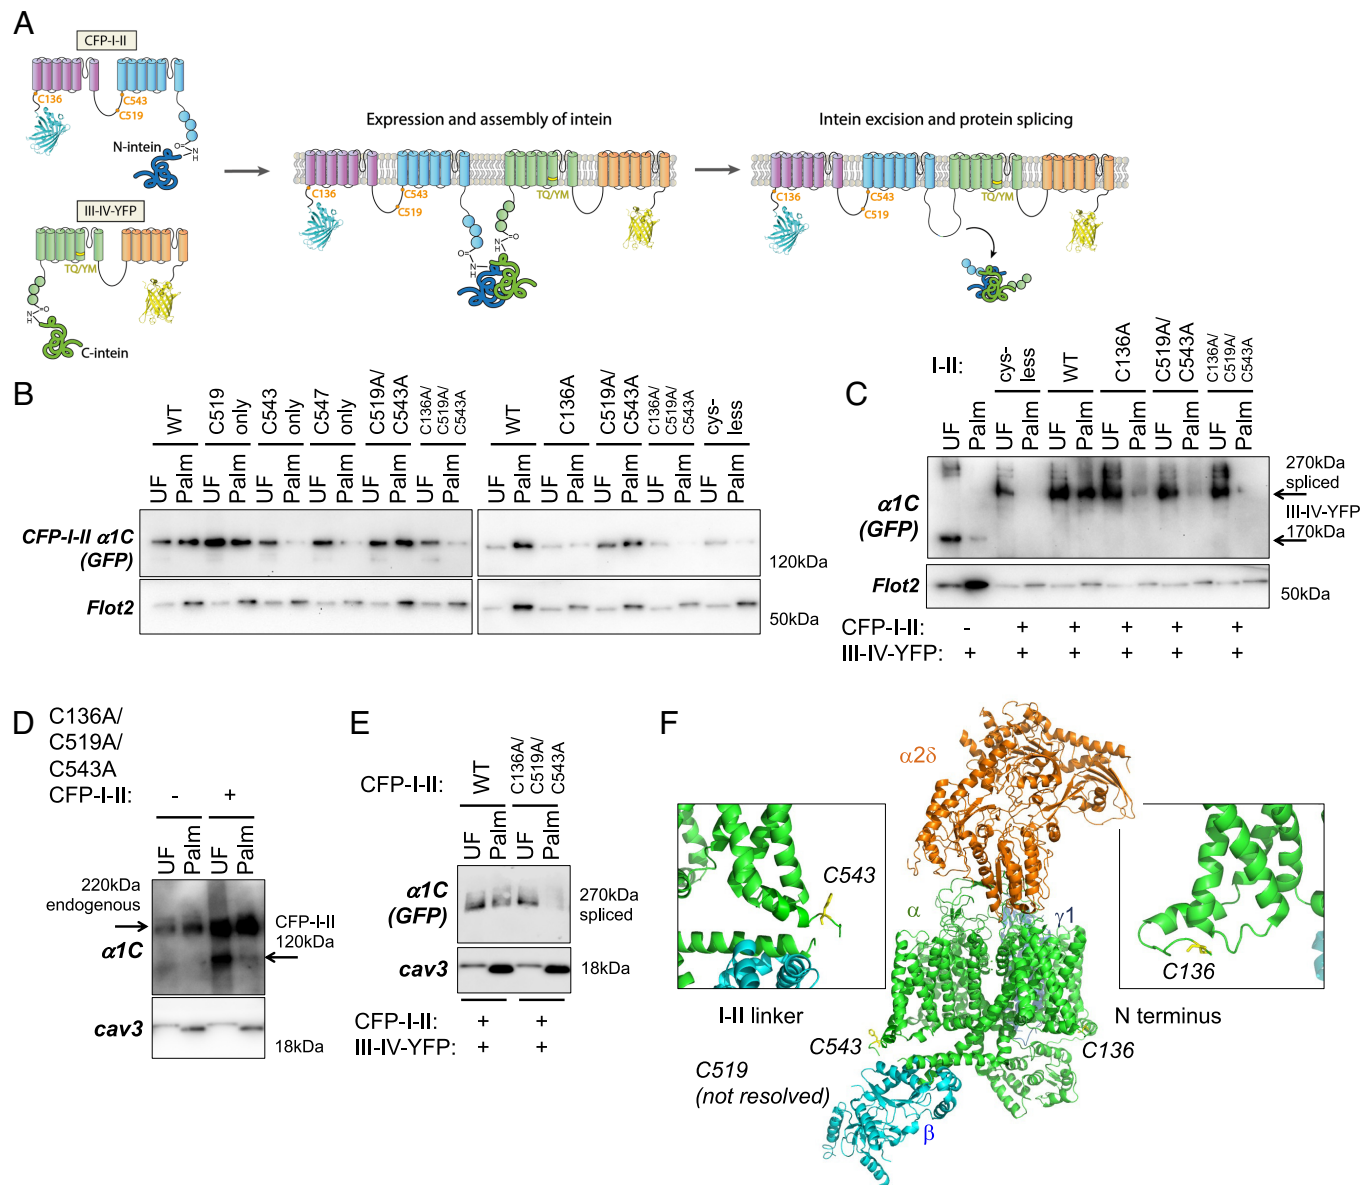 A
CFP-I-II
C136
C543
C519
N-intein
O
N
H
III-IV-YFP
TQ/YM
N
H
O
C-intein
Expression and assembly of intein
C136
C543
C519
TQ/YM
O
N
H
N
H
O
Intein excision and protein splicing
C136
C543
C519
TQ/YM
B
WT
C519 only
C543 only
C547 only
C519A/ C543A
C136A/ C519A/ C543A
WT
C136A
C519A/ C543A
C136A/ C519A/ C543A
cys- less
UF Palm UF Palm UF Palm UF Palm UF Palm UF Palm
UF Palm UF Palm UF Palm UF Palm UF Palm
CFP-I-II α1C
(GFP)
120kDa
Flot2
50kDa
C
I-II:
cys- less
WT
C136A
C519A/ C543A
C136A/ C519A/ C543A
UF Palm UF Palm UF Palm UF Palm UF Palm UF Palm
α1C
(GFP)
270kDa
spliced
III-IV-YFP
170kDa
Flot2
50kDa
CFP-I-II: - + + + + +
III-IV-YFP: + + + + + +
D
C136A/
C519A/
C543A
CFP-I-II: - +
UF Palm UF Palm
220kDa
endogenous
α1C
CFP-I-II
120kDa
cav3
18kDa
E
CFP-I-II:
WT
C136A/ C519A/ C543A
UF Palm UF Palm
α1C
(GFP)
270kDa
spliced
cav3
18kDa
CFP-I-II: + +
III-IV-YFP: + +
F
α2δ
C543
α
γ1
C136
I-II linker
N terminus
C543
C136
C519
(not resolved)
β